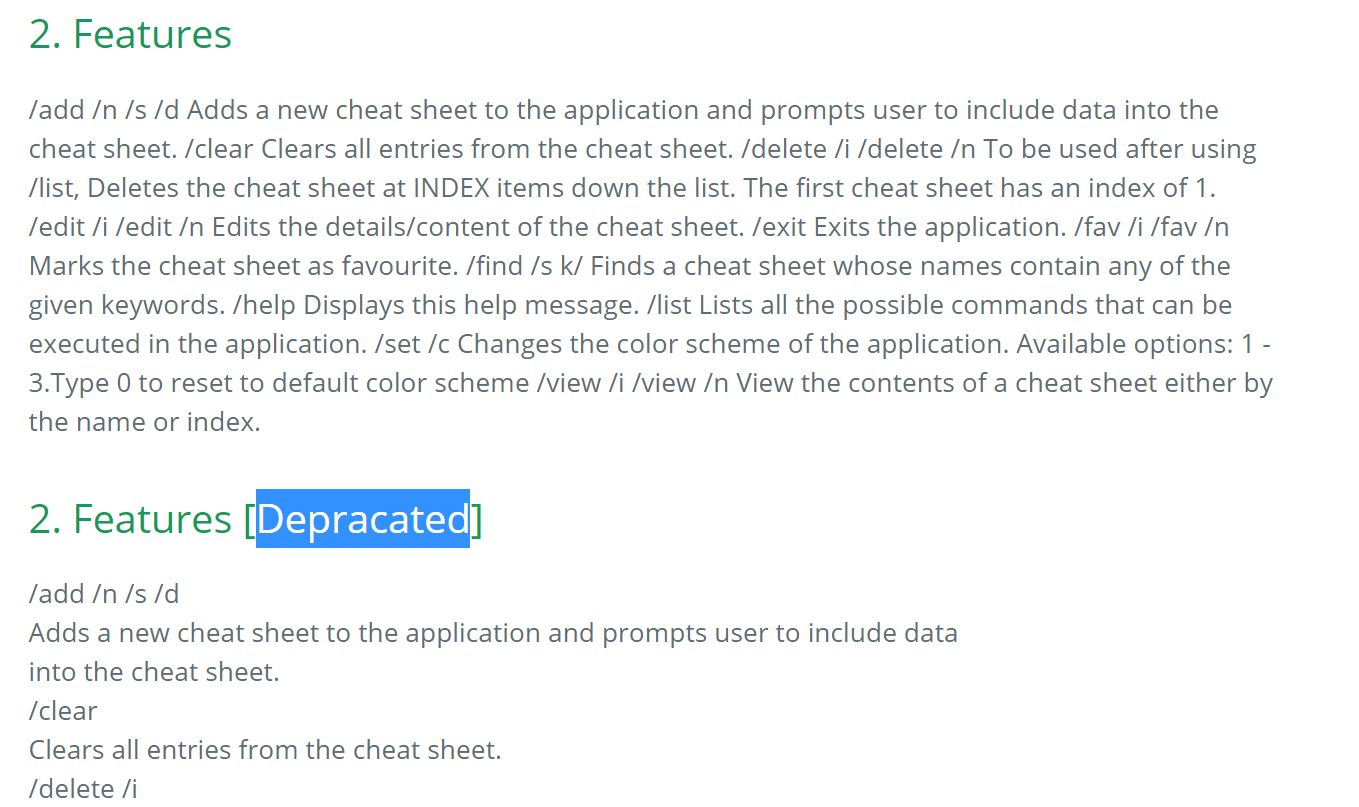 2. Features
/add /n /s /d Adds a new cheat sheet to the application and prompts user to include data into the
cheat sheet. /clear Clears all entries from the cheat sheet. /delete /i /delete /n To be used after using
/list, Deletes the cheat sheet at INDEX items down the list. The first cheat sheet has an index of 1.
/edit /i /edit /n Edits the details/content of the cheat sheet. /exit Exits the application. /fav /i /fav /n
Marks the cheat sheet as favourite. /find /s k/ Finds a cheat sheet whose names contain any of the
given keywords. /help Displays this help message. /list Lists all the possible commands that can be
executed in the application. /set /c Changes the color scheme of the application. Available options: 1 -
3.Type 0 to reset to default color scheme /view /i /view /n View the contents of a cheat sheet either by
the name or index.
2. Features [Depracated]
/add /n /s /d
Adds a new cheat sheet to the application and prompts user to include data
into the cheat sheet.
/clear
Clears all entries from the cheat sheet.
/delete /i